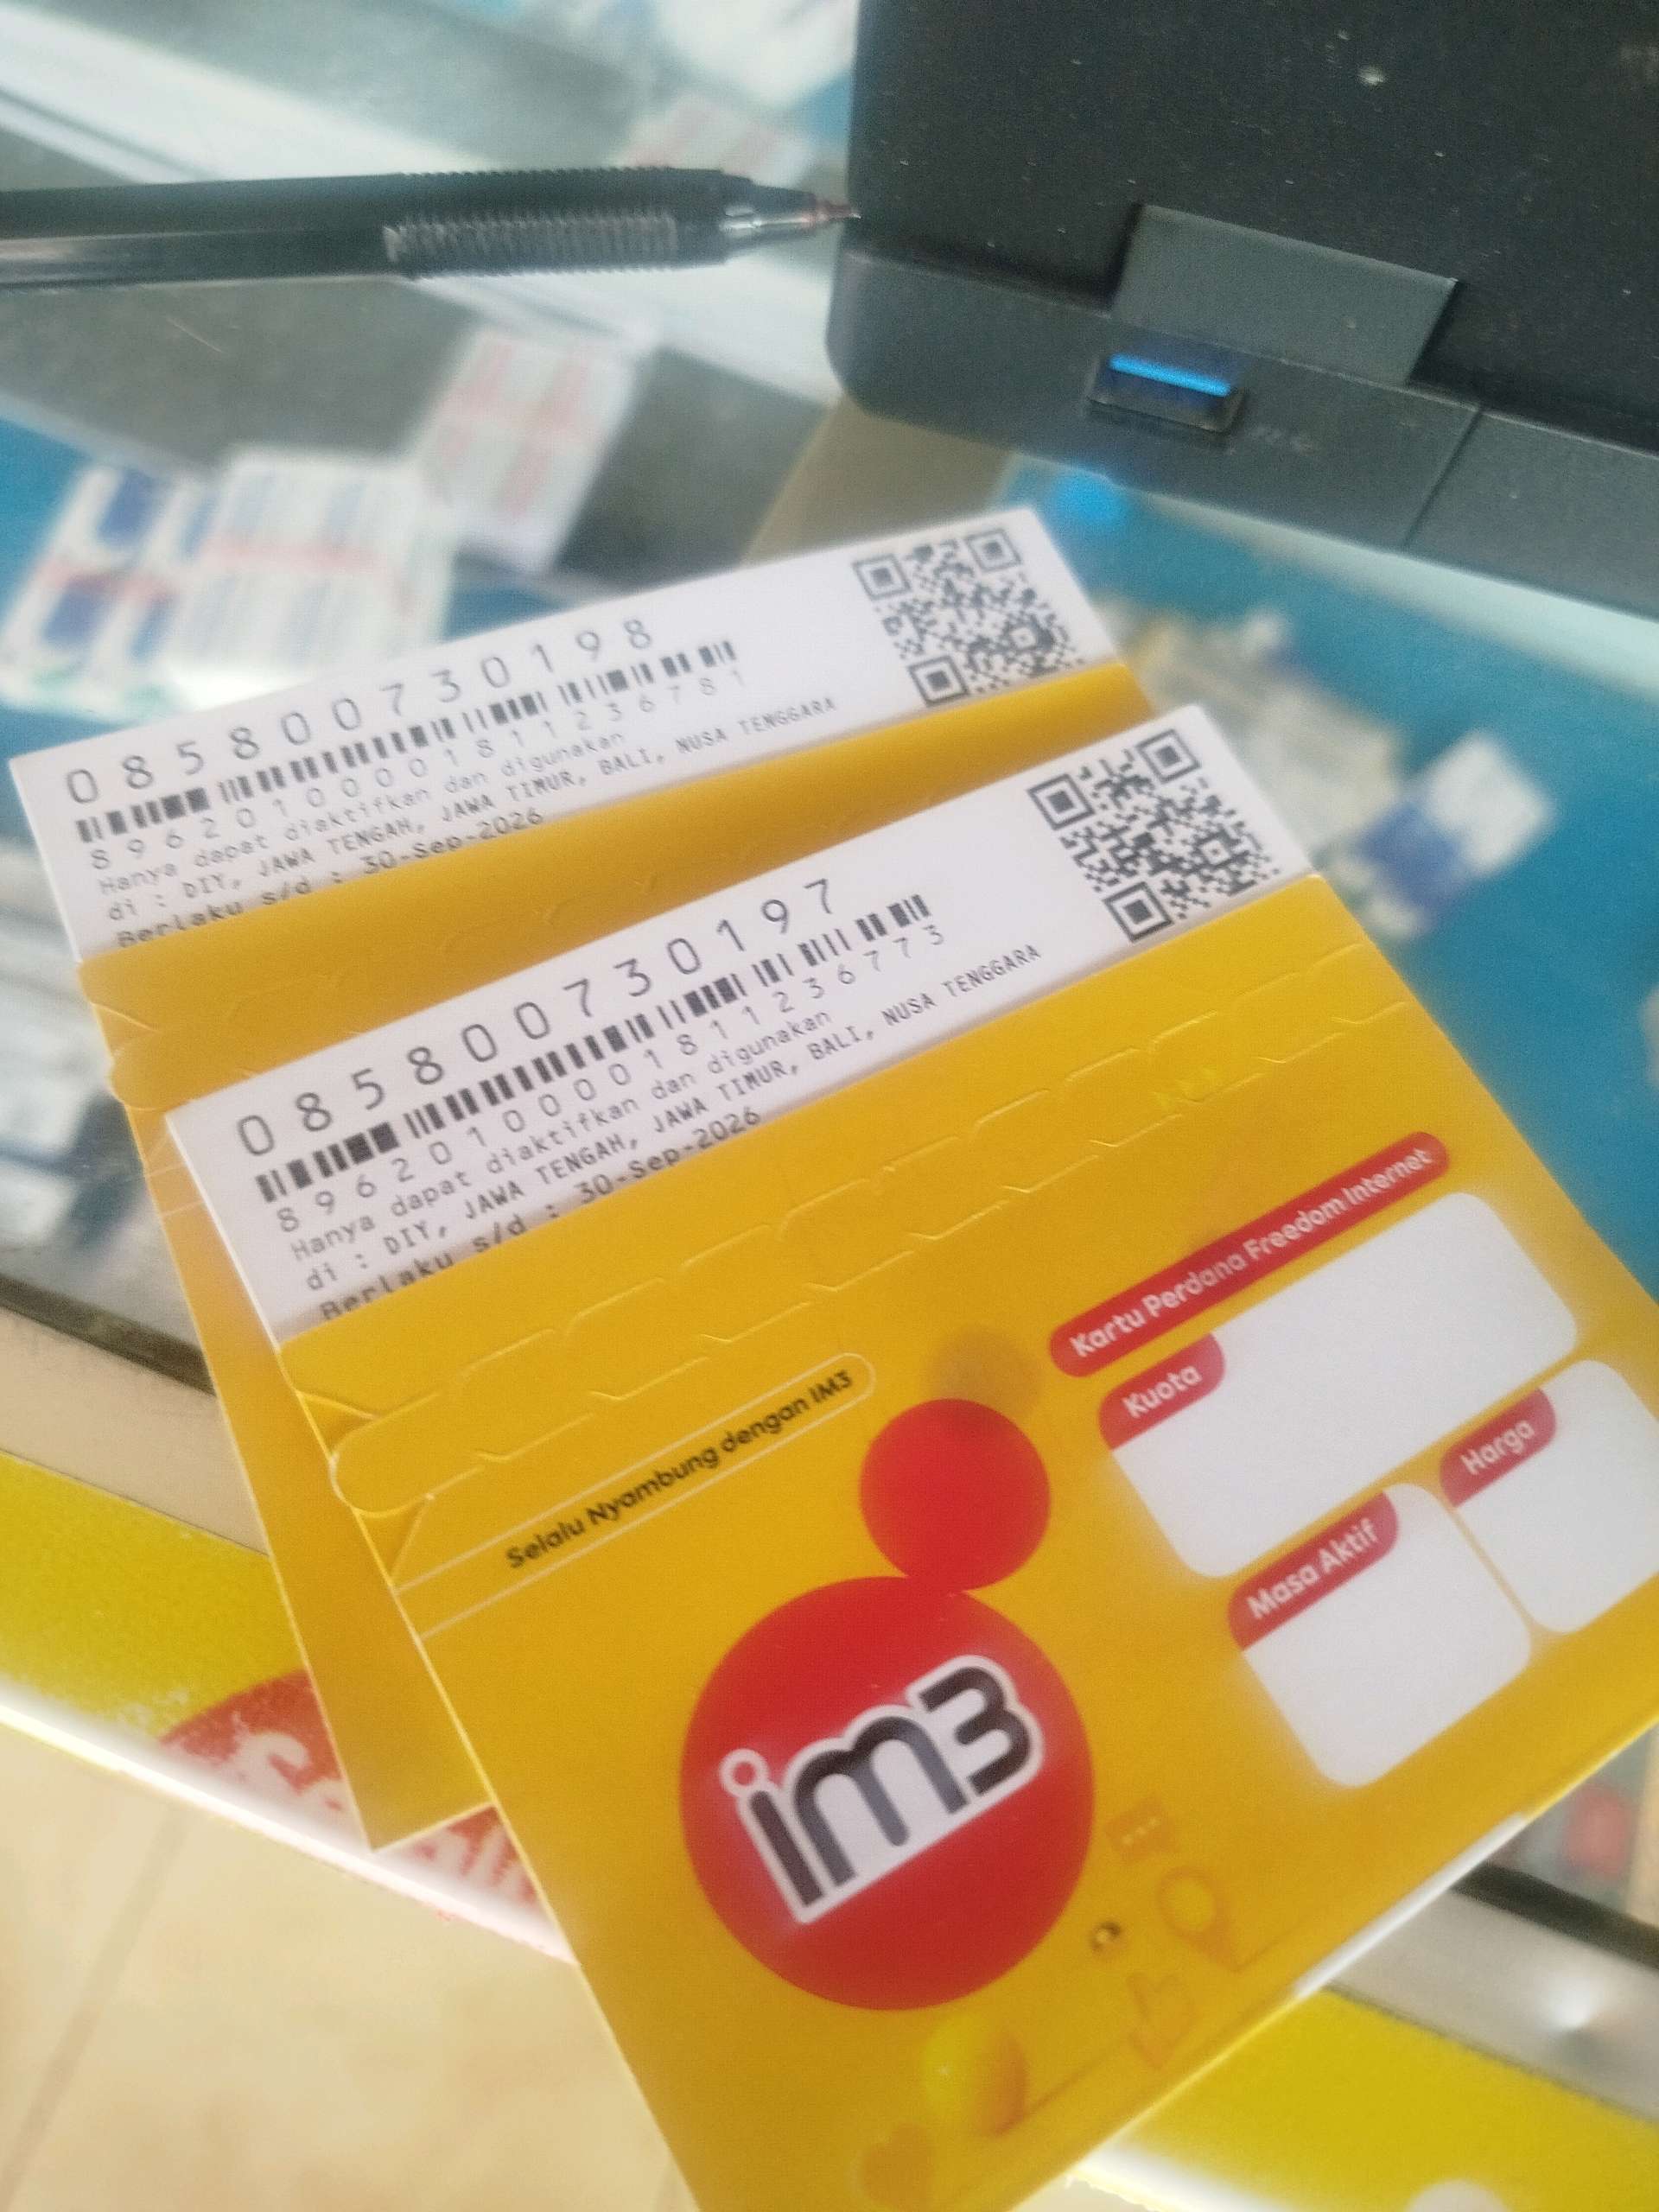 085800730198
8962010000181123678 1
Hanya dapat diaktifkan dan digunakan
di : DIY, JAWA TENGAH, JAWA TIMUR, BALI, NUSA TENGGARA
Berlaku s/d : 30-Sep-2026
085800730197
8962010000181123677 3
Hanya dapat diaktifkan dan digunakan
di : DIY, JAWA TENGAH, JAWA TIMUR, BALI, NUSA TENGGARA
Berlaku s/d : 30-Sep-2026
Kartu Perdana Freedom Internet
Kuota
Harga
Masa Aktif
Selalu Nyambung dengan IM3
im3